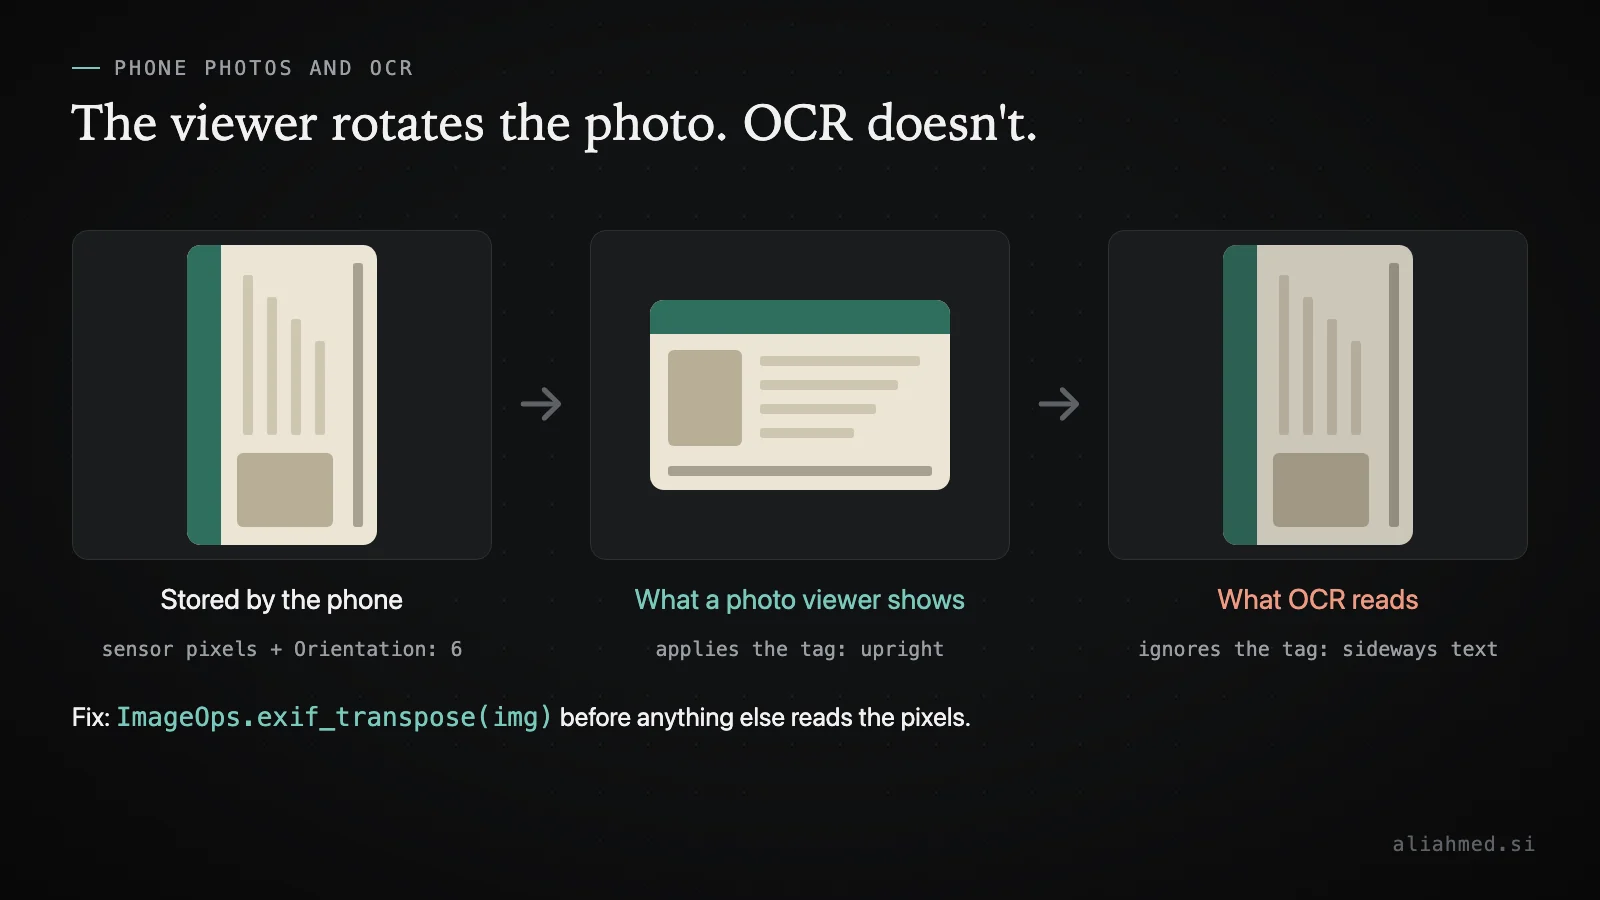 PHONE PHOTOS AND OCR
The viewer rotates the photo. OCR doesn't.
Stored by the phone
sensor pixels + Orientation: 6
What a photo viewer shows
applies the tag: upright
What OCR reads
ignores the tag: sideways text
Fix: ImageOps.exif_transpose(img) before anything else reads the pixels.
aliahmed.si